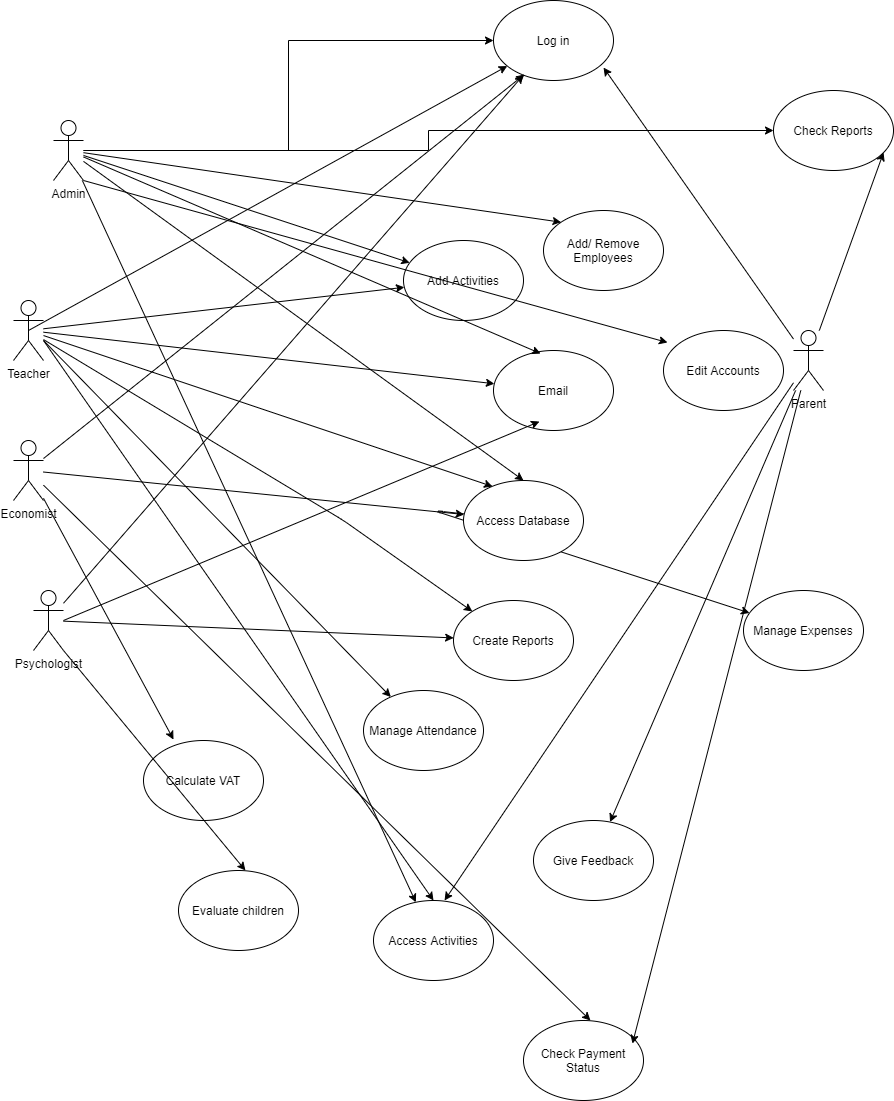 Log in
Check Reports
Admin
Add/ Remove
Employees
Add Activities
Teacher
Edit Accounts
Email
Parent
Economist
Access Database
Psychologist
Create Reports
Manage Expenses
Manage Attendance
Calculate VAT
Give Feedback
Evaluate children
Access Activities
Check Payment
Status